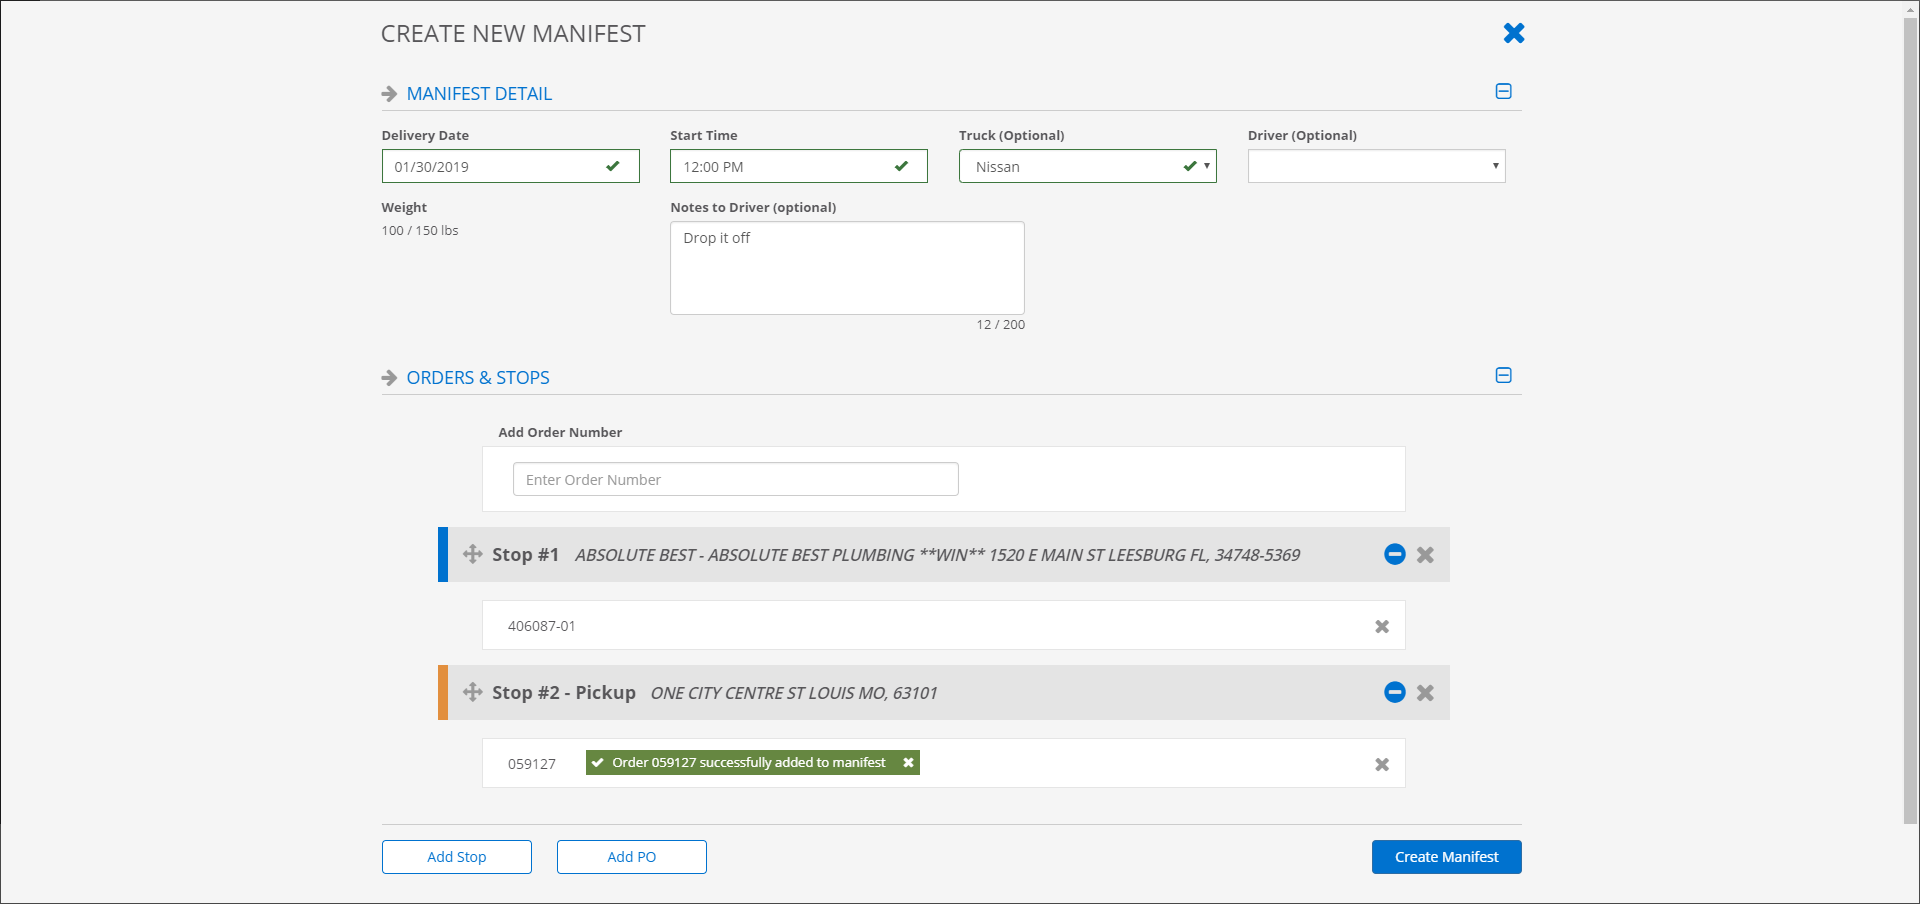 CREATE NEW MANIFEST
MANIFEST DETAIL
Delivery Date
Start Time
Truck (Optional)
Driver (Optional)
01/30/2019
12:00 PM
Nissan
Weight
Notes to Driver (optional)
100 / 150 lbs
Drop it off
12 / 200
ORDERS & STOPS
Add Order Number
Enter Order Number
Stop #1 ABSOLUTE BEST - ABSOLUTE BEST PLUMBING **WIN** 1520 E MAIN ST LEESBURG FL, 34748-5369
406087-01
Stop #2 - Pickup ONE CITY CENTRE ST LOUIS MO, 63101
059127
Order 059127 successfully added to manifest
Add Stop
Add PO
Create Manifest